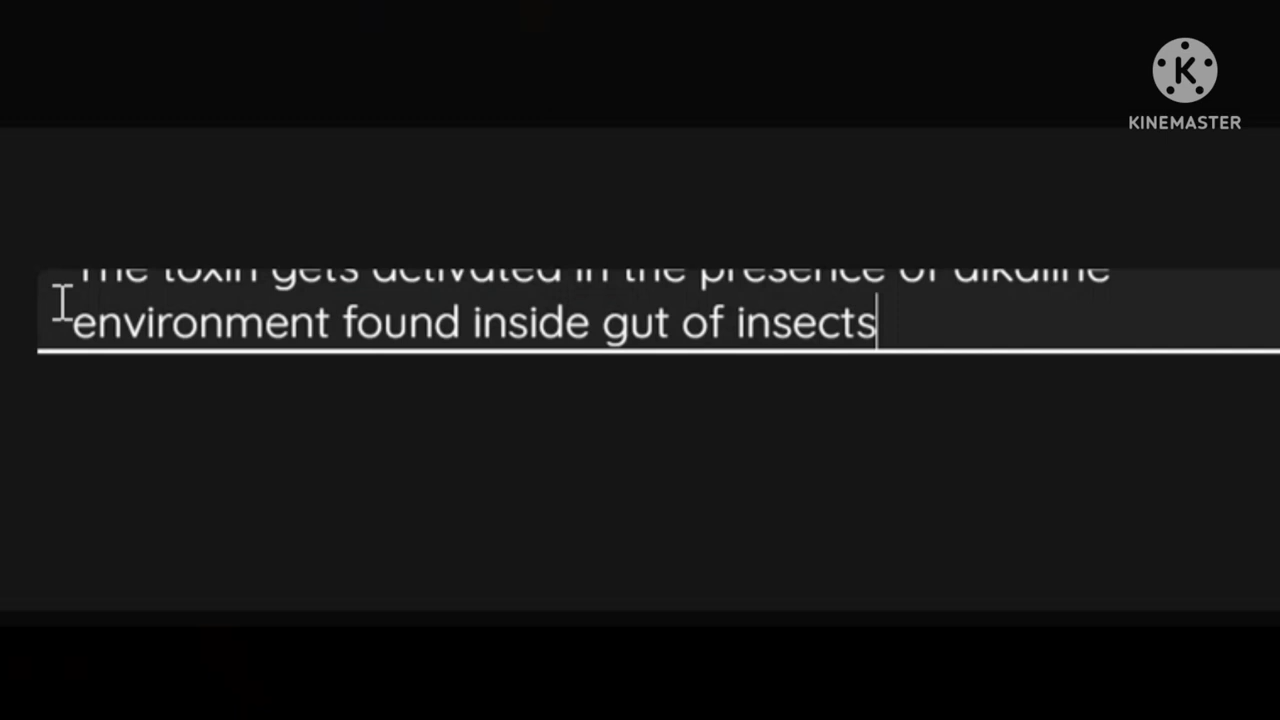 KINEMASTER
The toxin gets activated in the presence of alkaline
environment found inside gut of insects